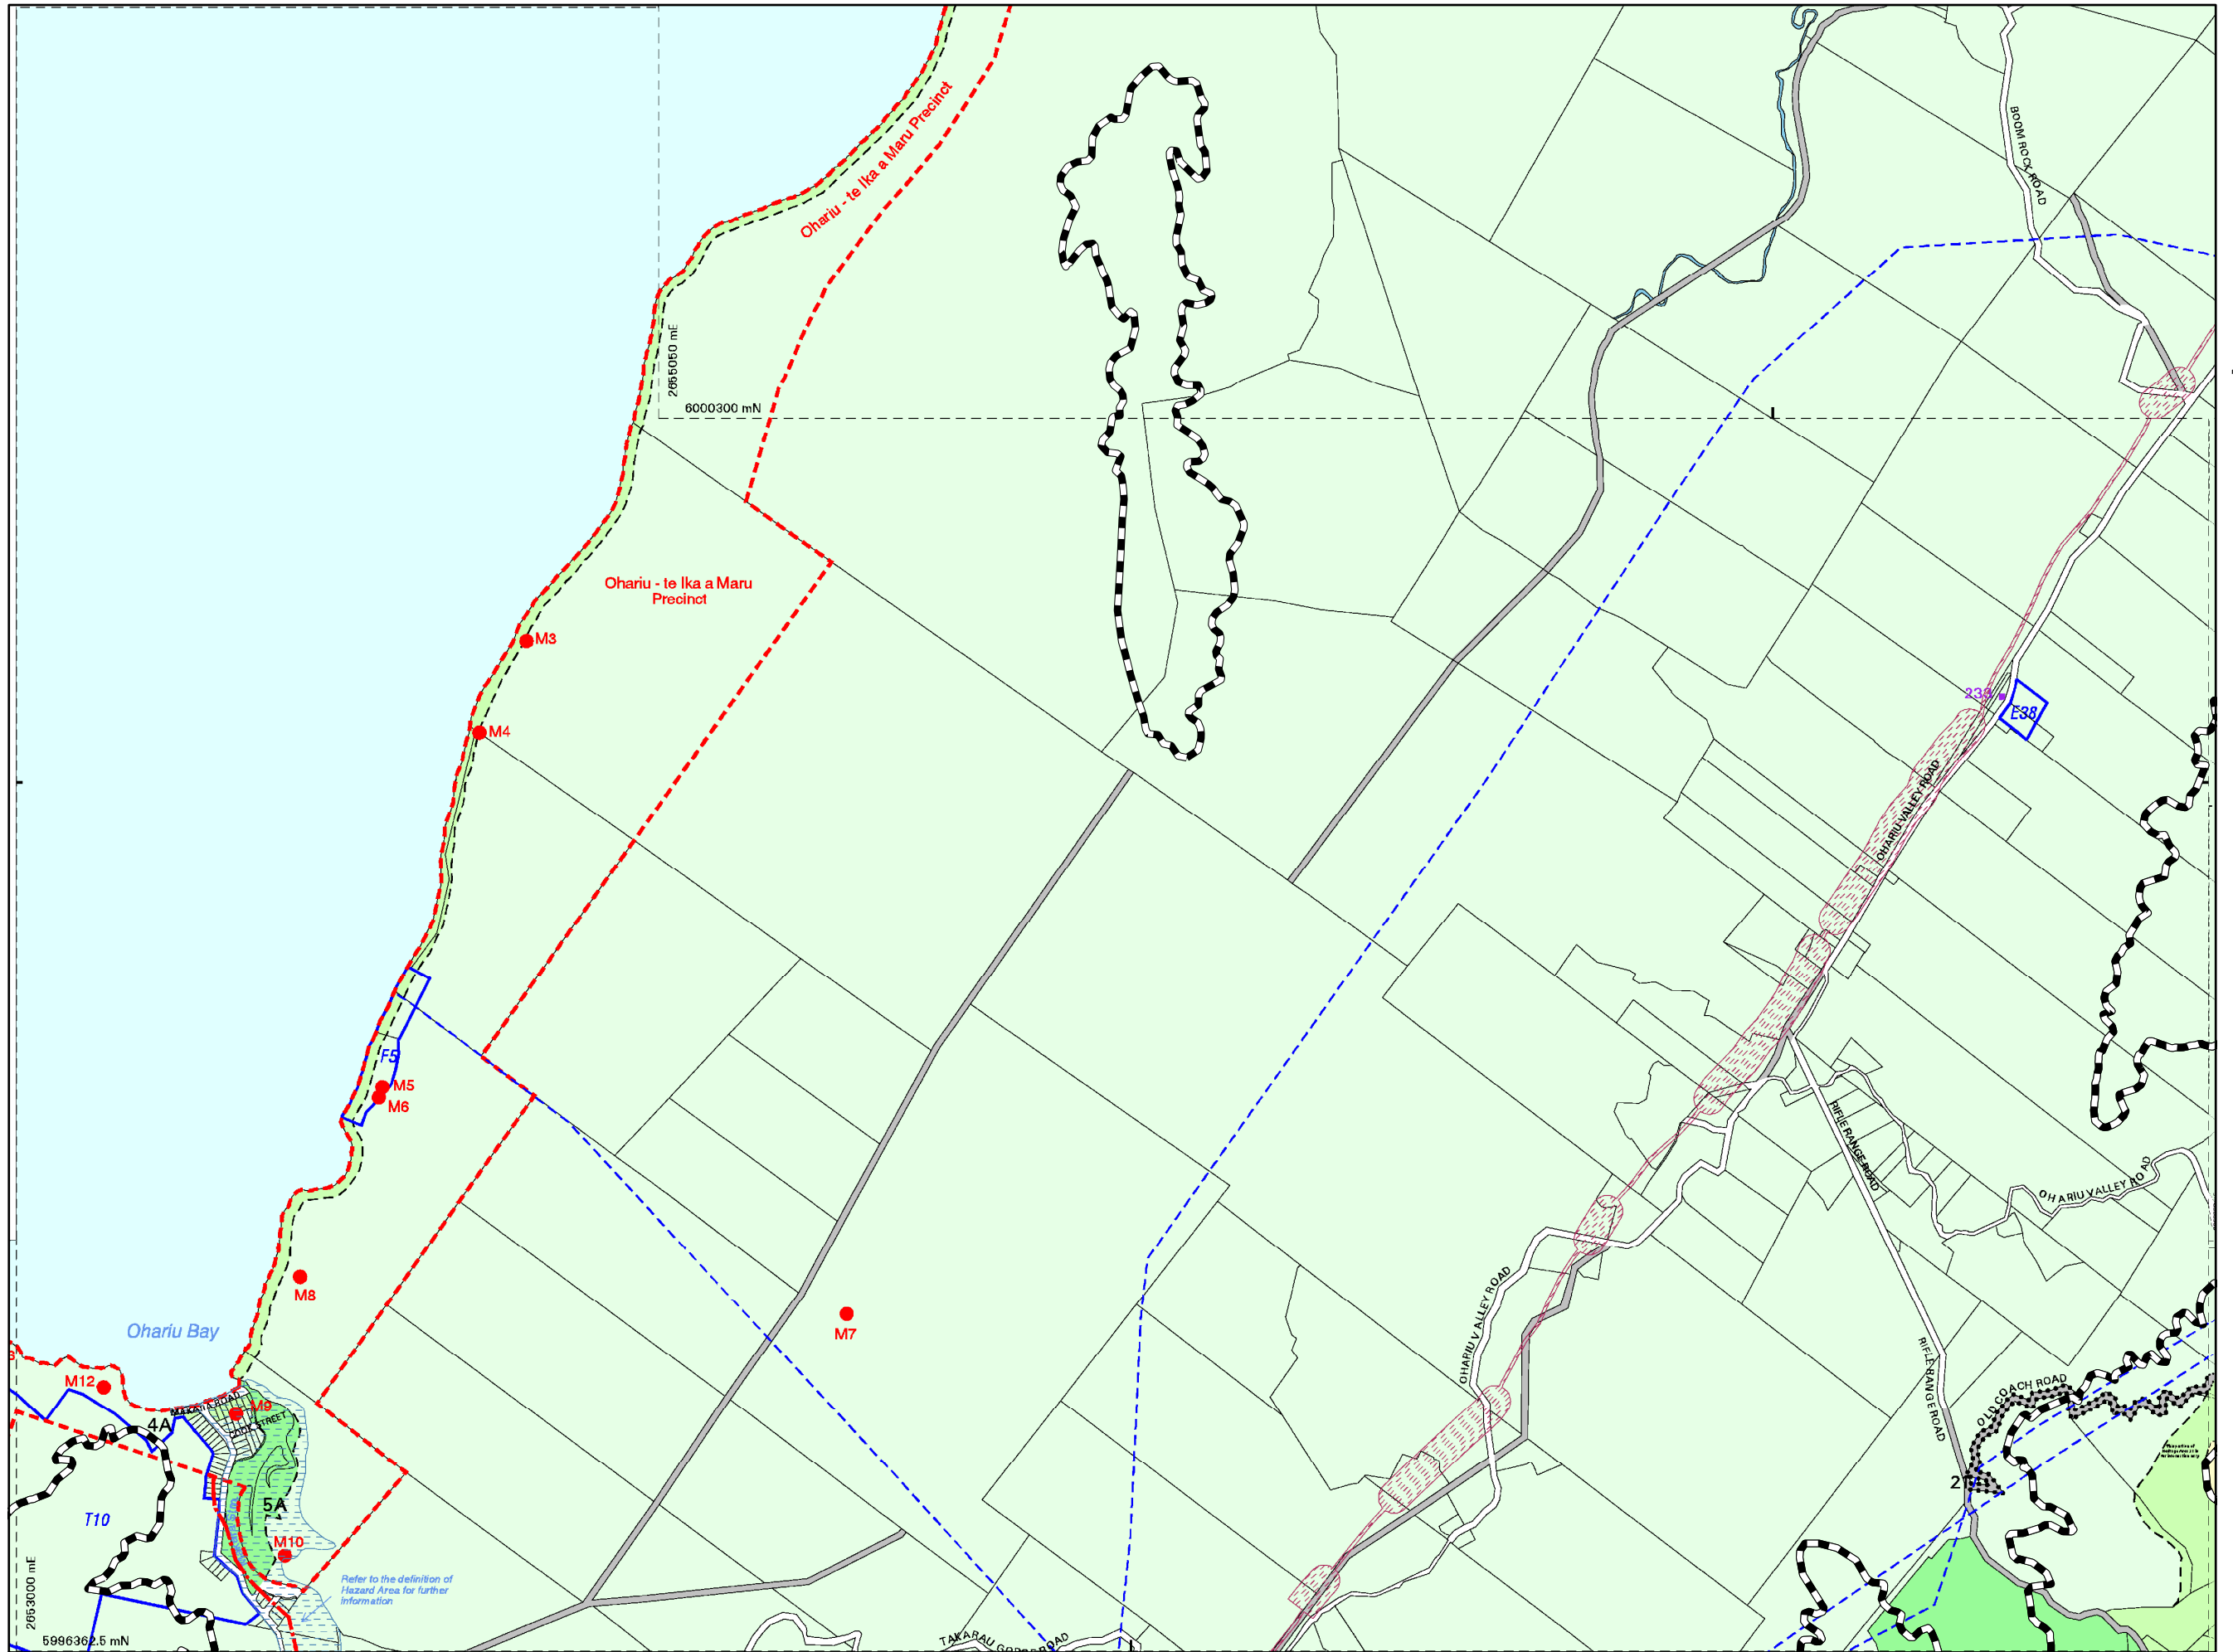 Ohariu - te Ika a Maru Precinct
BOOM ROCK ROAD
2655050 mE
6000300 mN
Ohariu - te Ika a Maru
Precinct
M3
M4
E38
OHARIU VALLEY ROAD
F5
M5
M6
RIFLE RANGE ROAD
OHARIU VALLEY ROAD
M8
OHARIU VALLEY ROAD
Ohariu Bay
M7
M12
RIFLE RANGE ROAD
OLD COACH ROAD
M9
4A
5A
T10
M10
Refer to the definition of
Hazard Area for further
information
2653000 mE
5996362.5 mN